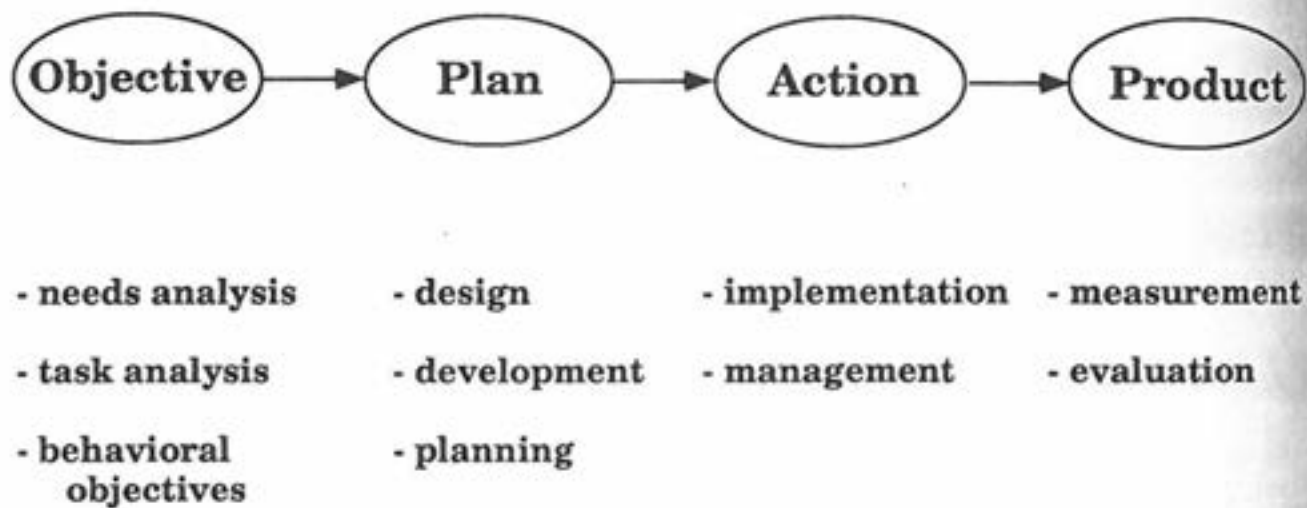 Objective Plan Action Product
- needs analysis - design - implementation - measurement
- task analysis - development - management - evaluation
- behavioral - planning
objectives